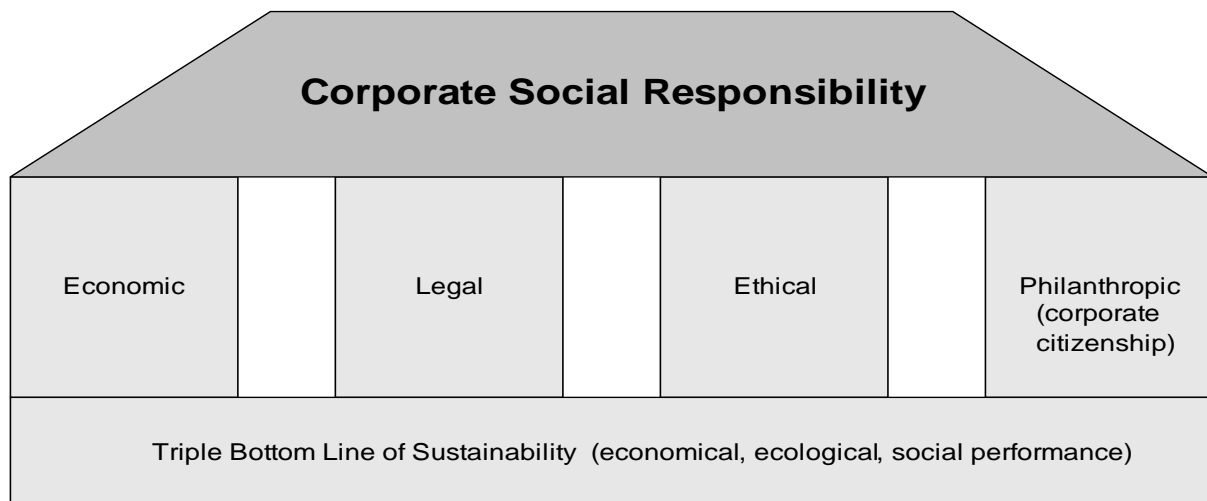 Corporate Social Responsibility
Economic
Legal
Ethical
Philanthropic
(corporate
citizenship)
Triple Bottom Line of Sustainability (economical, ecological, social performance)